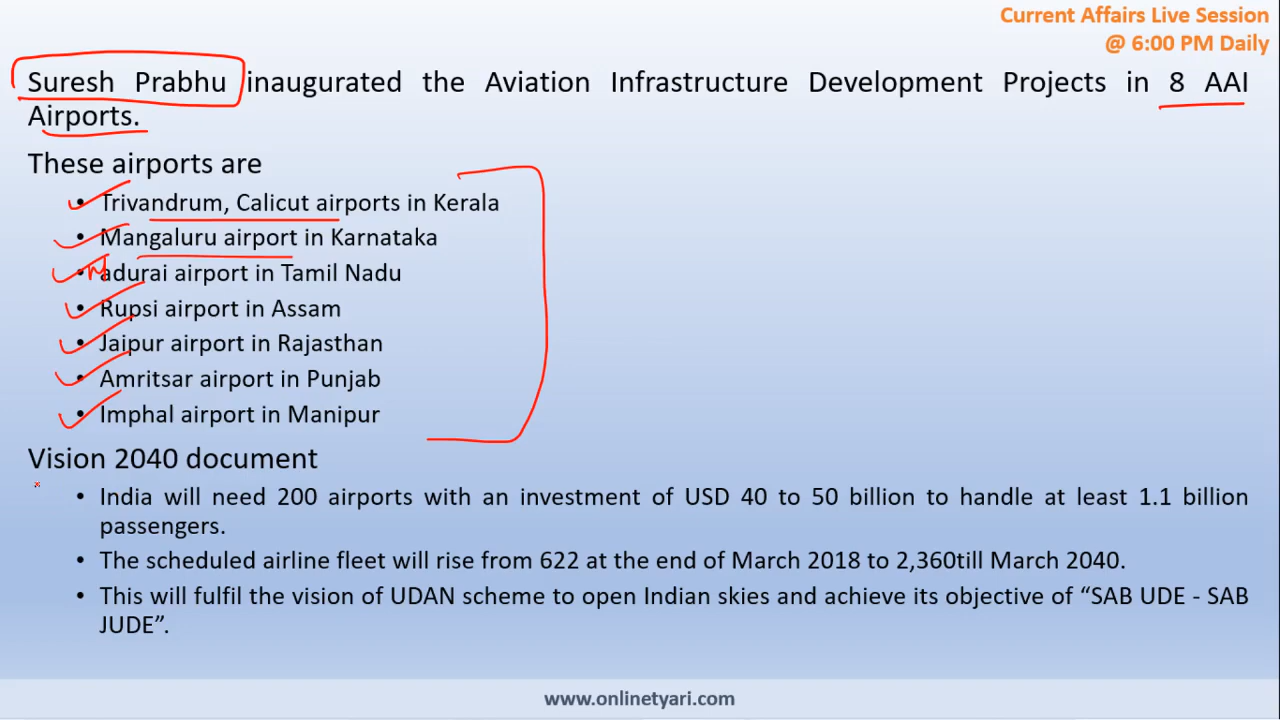 Current Affairs Live Session
@ 6:00 PM Daily
Suresh Prabhu inaugurated the Aviation Infrastructure Development Projects in 8 AAI
Airports.
These airports are
• Trivandrum, Calicut airports in Kerala
• Mangaluru airport in Karnataka
• Madurai airport in Tamil Nadu
• Rupsi airport in Assam
• Jaipur airport in Rajasthan
• Amritsar airport in Punjab
• Imphal airport in Manipur
Vision 2040 document
• India will need 200 airports with an investment of USD 40 to 50 billion to handle at least 1.1 billion
passengers.
• The scheduled airline fleet will rise from 622 at the end of March 2018 to 2,360till March 2040.
• This will fulfil the vision of UDAN scheme to open Indian skies and achieve its objective of “SAB UDE - SAB
JUDE”.
www.onlinetyari.com